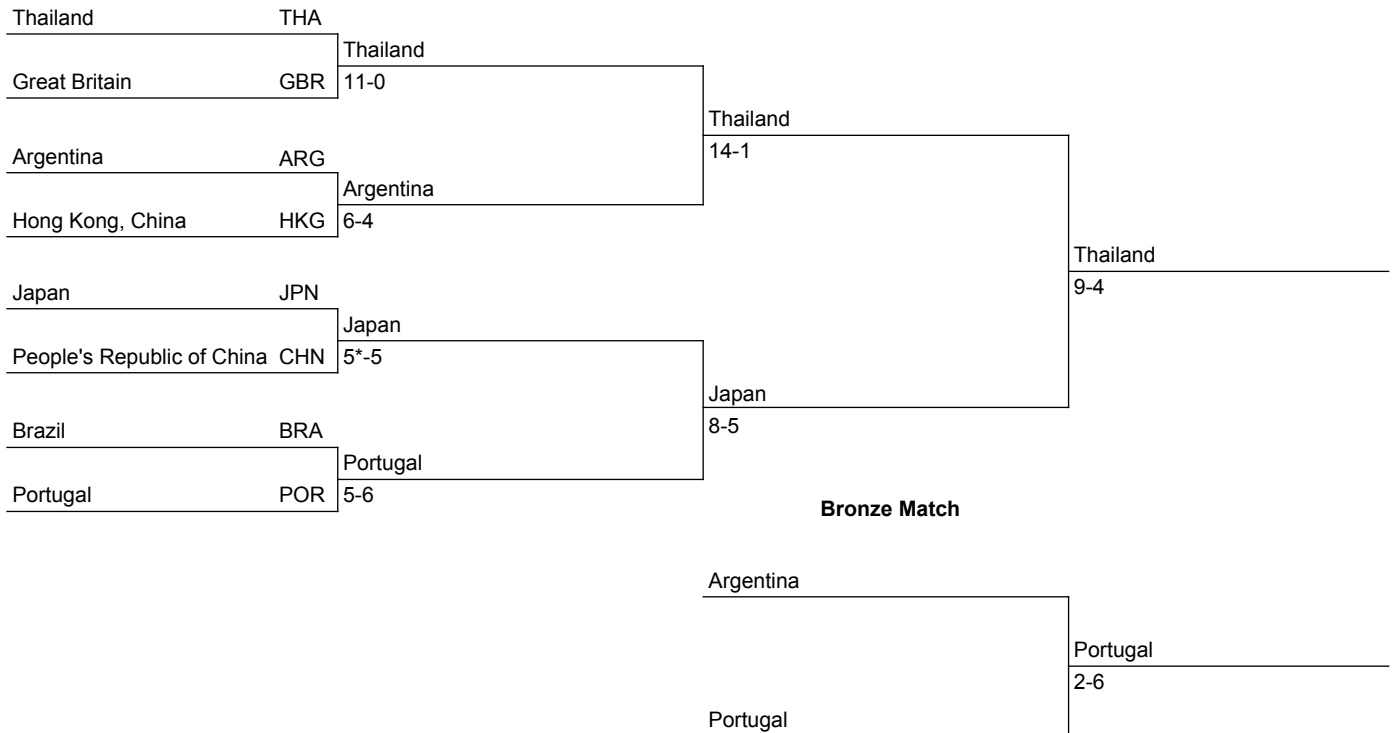 Thailand THA
Thailand
Great Britain GBR 11-0
Thailand
14-1
Argentina ARG
Argentina
Hong Kong, China HKG 6-4
Thailand
9-4
Japan JPN
Japan
People's Republic of China CHN 5*-5
Japan
8-5
Brazil BRA
Portugal
Portugal POR 5-6
Bronze Match
Argentina
Portugal
2-6
Portugal